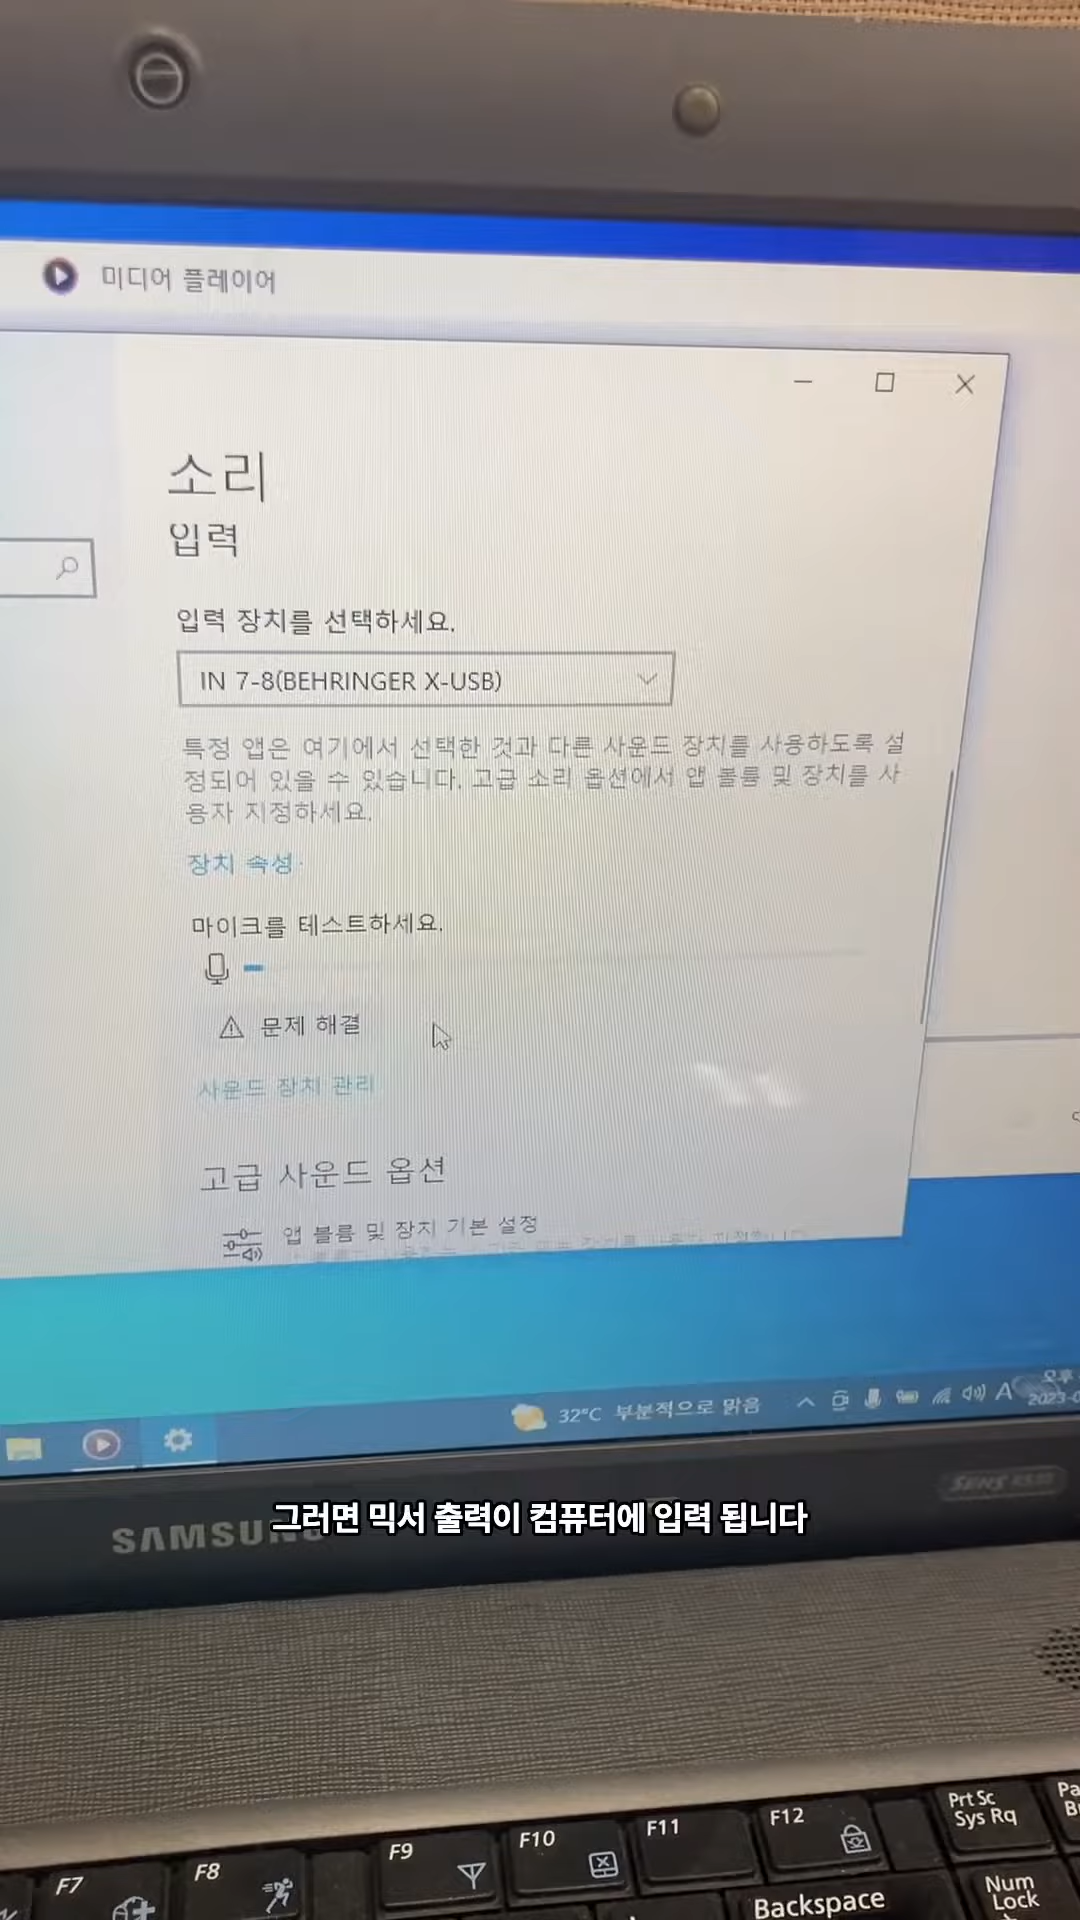 미디어 플레이어
소리
입력
입력 장치를 선택하세요.
IN 7-8(BEHRINGER X-USB)
특정 앱은 여기에서 선택한 것과 다른 사운드 장치를 사용하도록 설
정되어 있을 수 있습니다. 고급 소리 옵션에서 앱 볼륨 및 장치를 사
용자 지정하세요.
장치 속성
마이크를 테스트하세요.
문제 해결
사운드 장치 관리
고급 사운드 옵션
앱 볼륨 및 장치 기본 설정
32°C 부분적으로 맑음
A
오후
2023-0
SENS
SAMSUNG
그러면 믹서 출력이 컴퓨터에 입력 됩니다
F7
F8
F9
F10
F11
F12
Prt Sc
Sys Rq
Pa
Br
Backspace
Num
Lock